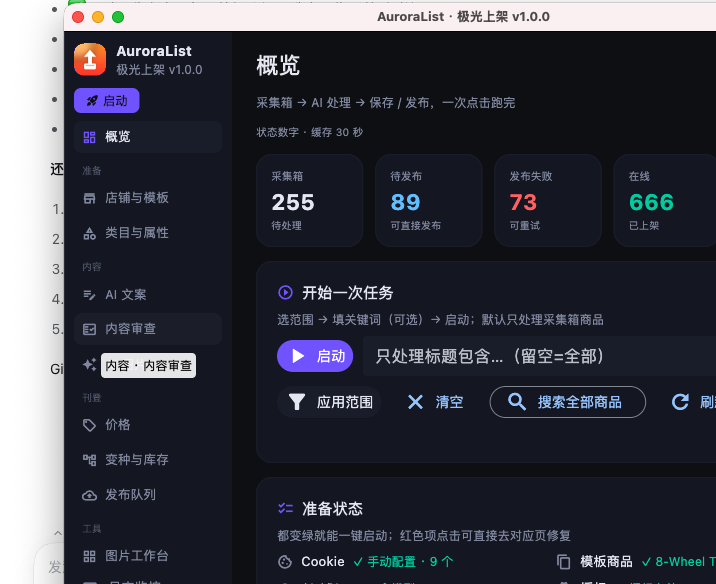 AuroraList · 极光上架 v1.0.0
AuroraList
极光上架 v1.0.0
启动
概览
准备
店铺与模板
类目与属性
内容
AI 文案
内容审查
内容 · 内容审查
刊登
价格
变种与库存
发布队列
工具
图片工作台
还
1.
2.
3.
4.
5.
Gi
发
概览
采集箱 → AI 处理 → 保存 / 发布，一次点击跑完
状态数字 · 缓存 30 秒
采集箱
255
待处理
待发布
89
可直接发布
发布失败
73
可重试
在线
666
已上架
开始一次任务
选范围 → 填关键词（可选）→ 启动；默认只处理采集箱商品
启动
只处理标题包含…（留空=全部）
应用范围
清空
搜索全部商品
刷
准备状态
都变绿就能一键启动；红色项点击可直接去对应页修复
Cookie ✓ 手动配置 · 9 个
模板商品 ✓ 8-Wheel T